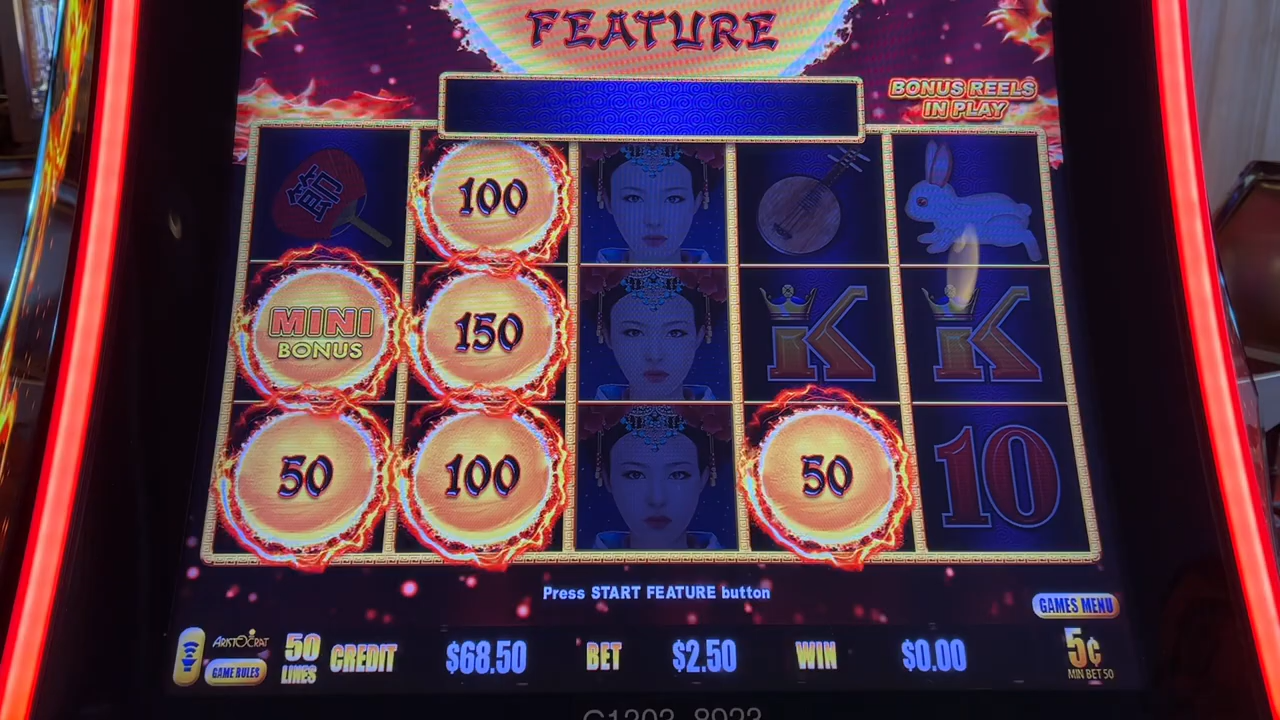 FEATURE
BONUS REELS
IN PLAY
100
MINI
BONUS
150
K
K
50
100
50
10
Press START FEATURE button
GAMES MENU
ARISTOCRAT
GAME RULES
50
LINES
CREDIT
$68.50
BET
$2.50
WIN
$0.00
5¢
MIN BET 50